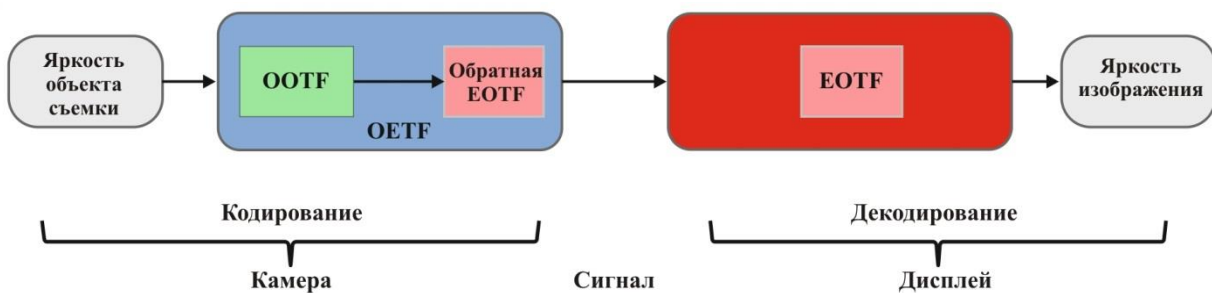 Яркость
объекта
съемки
OOTF
Обратная
EOTF
OETF
EOTF
Яркость
изображения
Кодирование
Декодирование
Камера
Сигнал
Дисплей